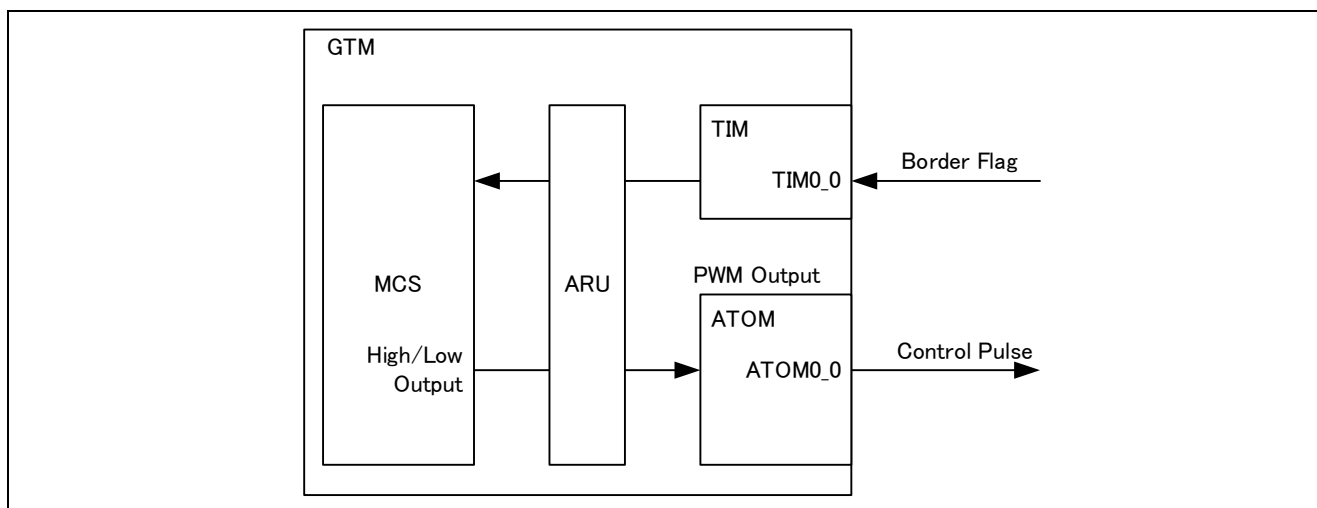 GTM
TIM
TIM0_0
Border Flag
MCS
ARU
PWM Output
ATOM
High/Low
Output
ATOM0_0
Control Pulse